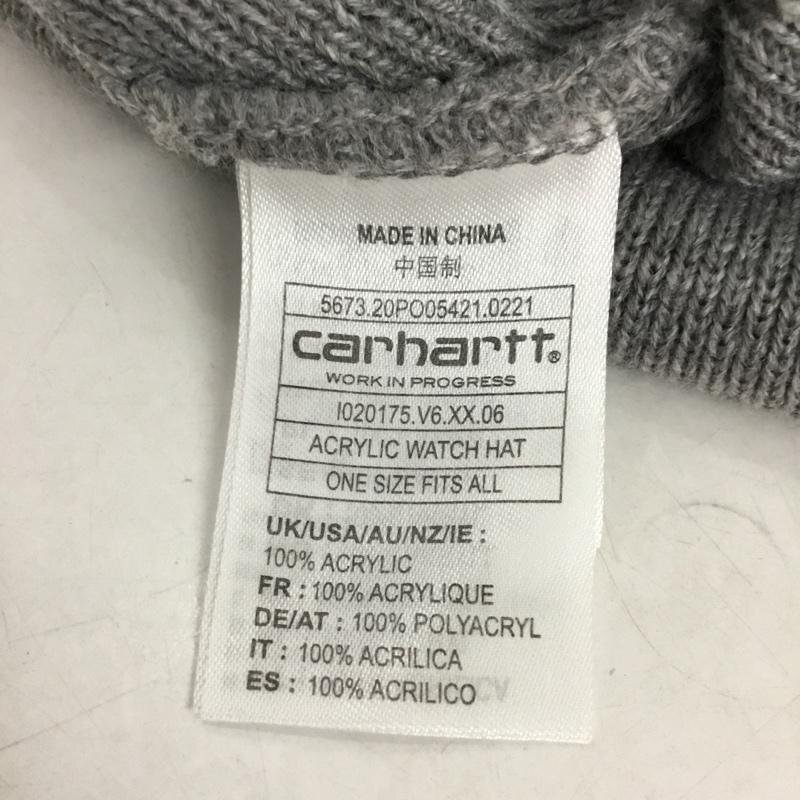 MADE IN CHINA
中国制
5673.20PO05421.0221
carhartt®
WORK IN PROGRESS
I020175.V6.XX.06
ACRYLIC WATCH HAT
ONE SIZE FITS ALL
UK/USA/AU/NZ/IE :
100% ACRYLIC
FR : 100% ACRYLIQUE
DE/AT : 100% POLYACRYL
IT : 100% ACRILICA
ES : 100% ACRILICO